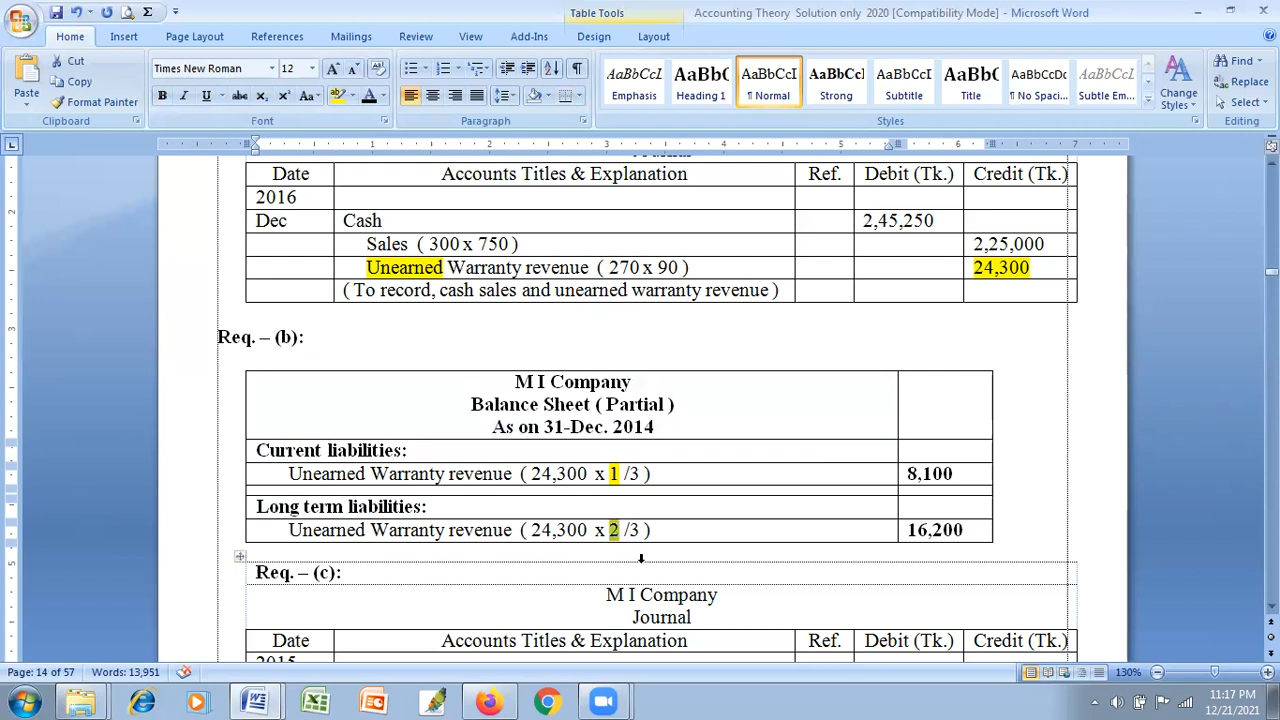 Table Tools
Accounting Theory Solution only 2020 [Compatibility Mode] - Microsoft Word
Home Insert Page Layout References Mailings Review View Add-Ins Design Layout
Cut
Copy
Format Painter
Paste
Clipboard
Times New Roman 12
Font
Paragraph
AaBbCcL AaBbC AaBbCcI AaBbCc AaBbCcL AaBbC AaBbCcDc AaBbCcL
Emphasis Heading 1 ¶ Normal Strong Subtitle Title ¶ No Spaci... Subtle Em...
Change Styles
Styles
Find
Replace
Select
Editing
Date Accounts Titles & Explanation Ref. Debit (Tk.) Credit (Tk.)
2016
Dec Cash 2,45,250
Sales ( 300 x 750 ) 2,25,000
Unearned Warranty revenue ( 270 x 90 ) 24,300
( To record, cash sales and unearned warranty revenue )
Req. – (b):
M I Company
Balance Sheet ( Partial )
As on 31-Dec. 2014
Current liabilities:
Unearned Warranty revenue ( 24,300 x 1 /3 ) 8,100
Long term liabilities:
Unearned Warranty revenue ( 24,300 x 2 /3 ) 16,200
Req. – (c):
M I Company
Journal
Date Accounts Titles & Explanation Ref. Debit (Tk.) Credit (Tk.)
2015
Page: 14 of 57 Words: 13,951 130%
11:17 PM
12/21/2021